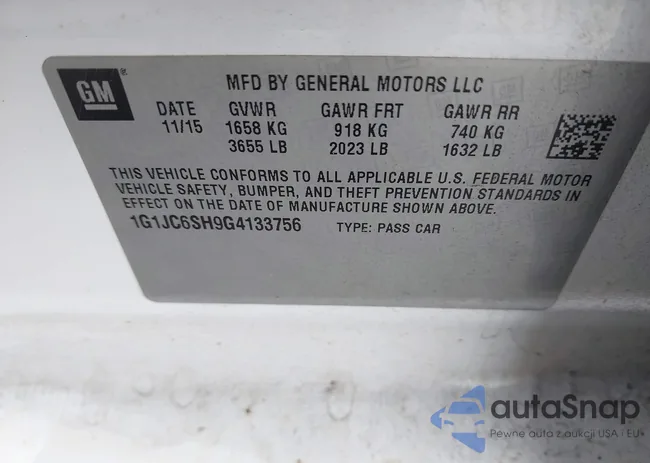 GM
MFD BY GENERAL MOTORS LLC
DATE GVWR GAWR FRT GAWR RR
11/15 1658 KG 918 KG 740 KG
3655 LB 2023 LB 1632 LB
THIS VEHICLE CONFORMS TO ALL APPLICABLE U.S. FEDERAL MOTOR
VEHICLE SAFETY, BUMPER, AND THEFT PREVENTION STANDARDS IN
EFFECT ON THE DATE OF MANUFACTURE SHOWN ABOVE.
1G1JC6SH9G4133756 TYPE: PASS CAR
autoSnap
Pewne auta z aukcji USA i EU